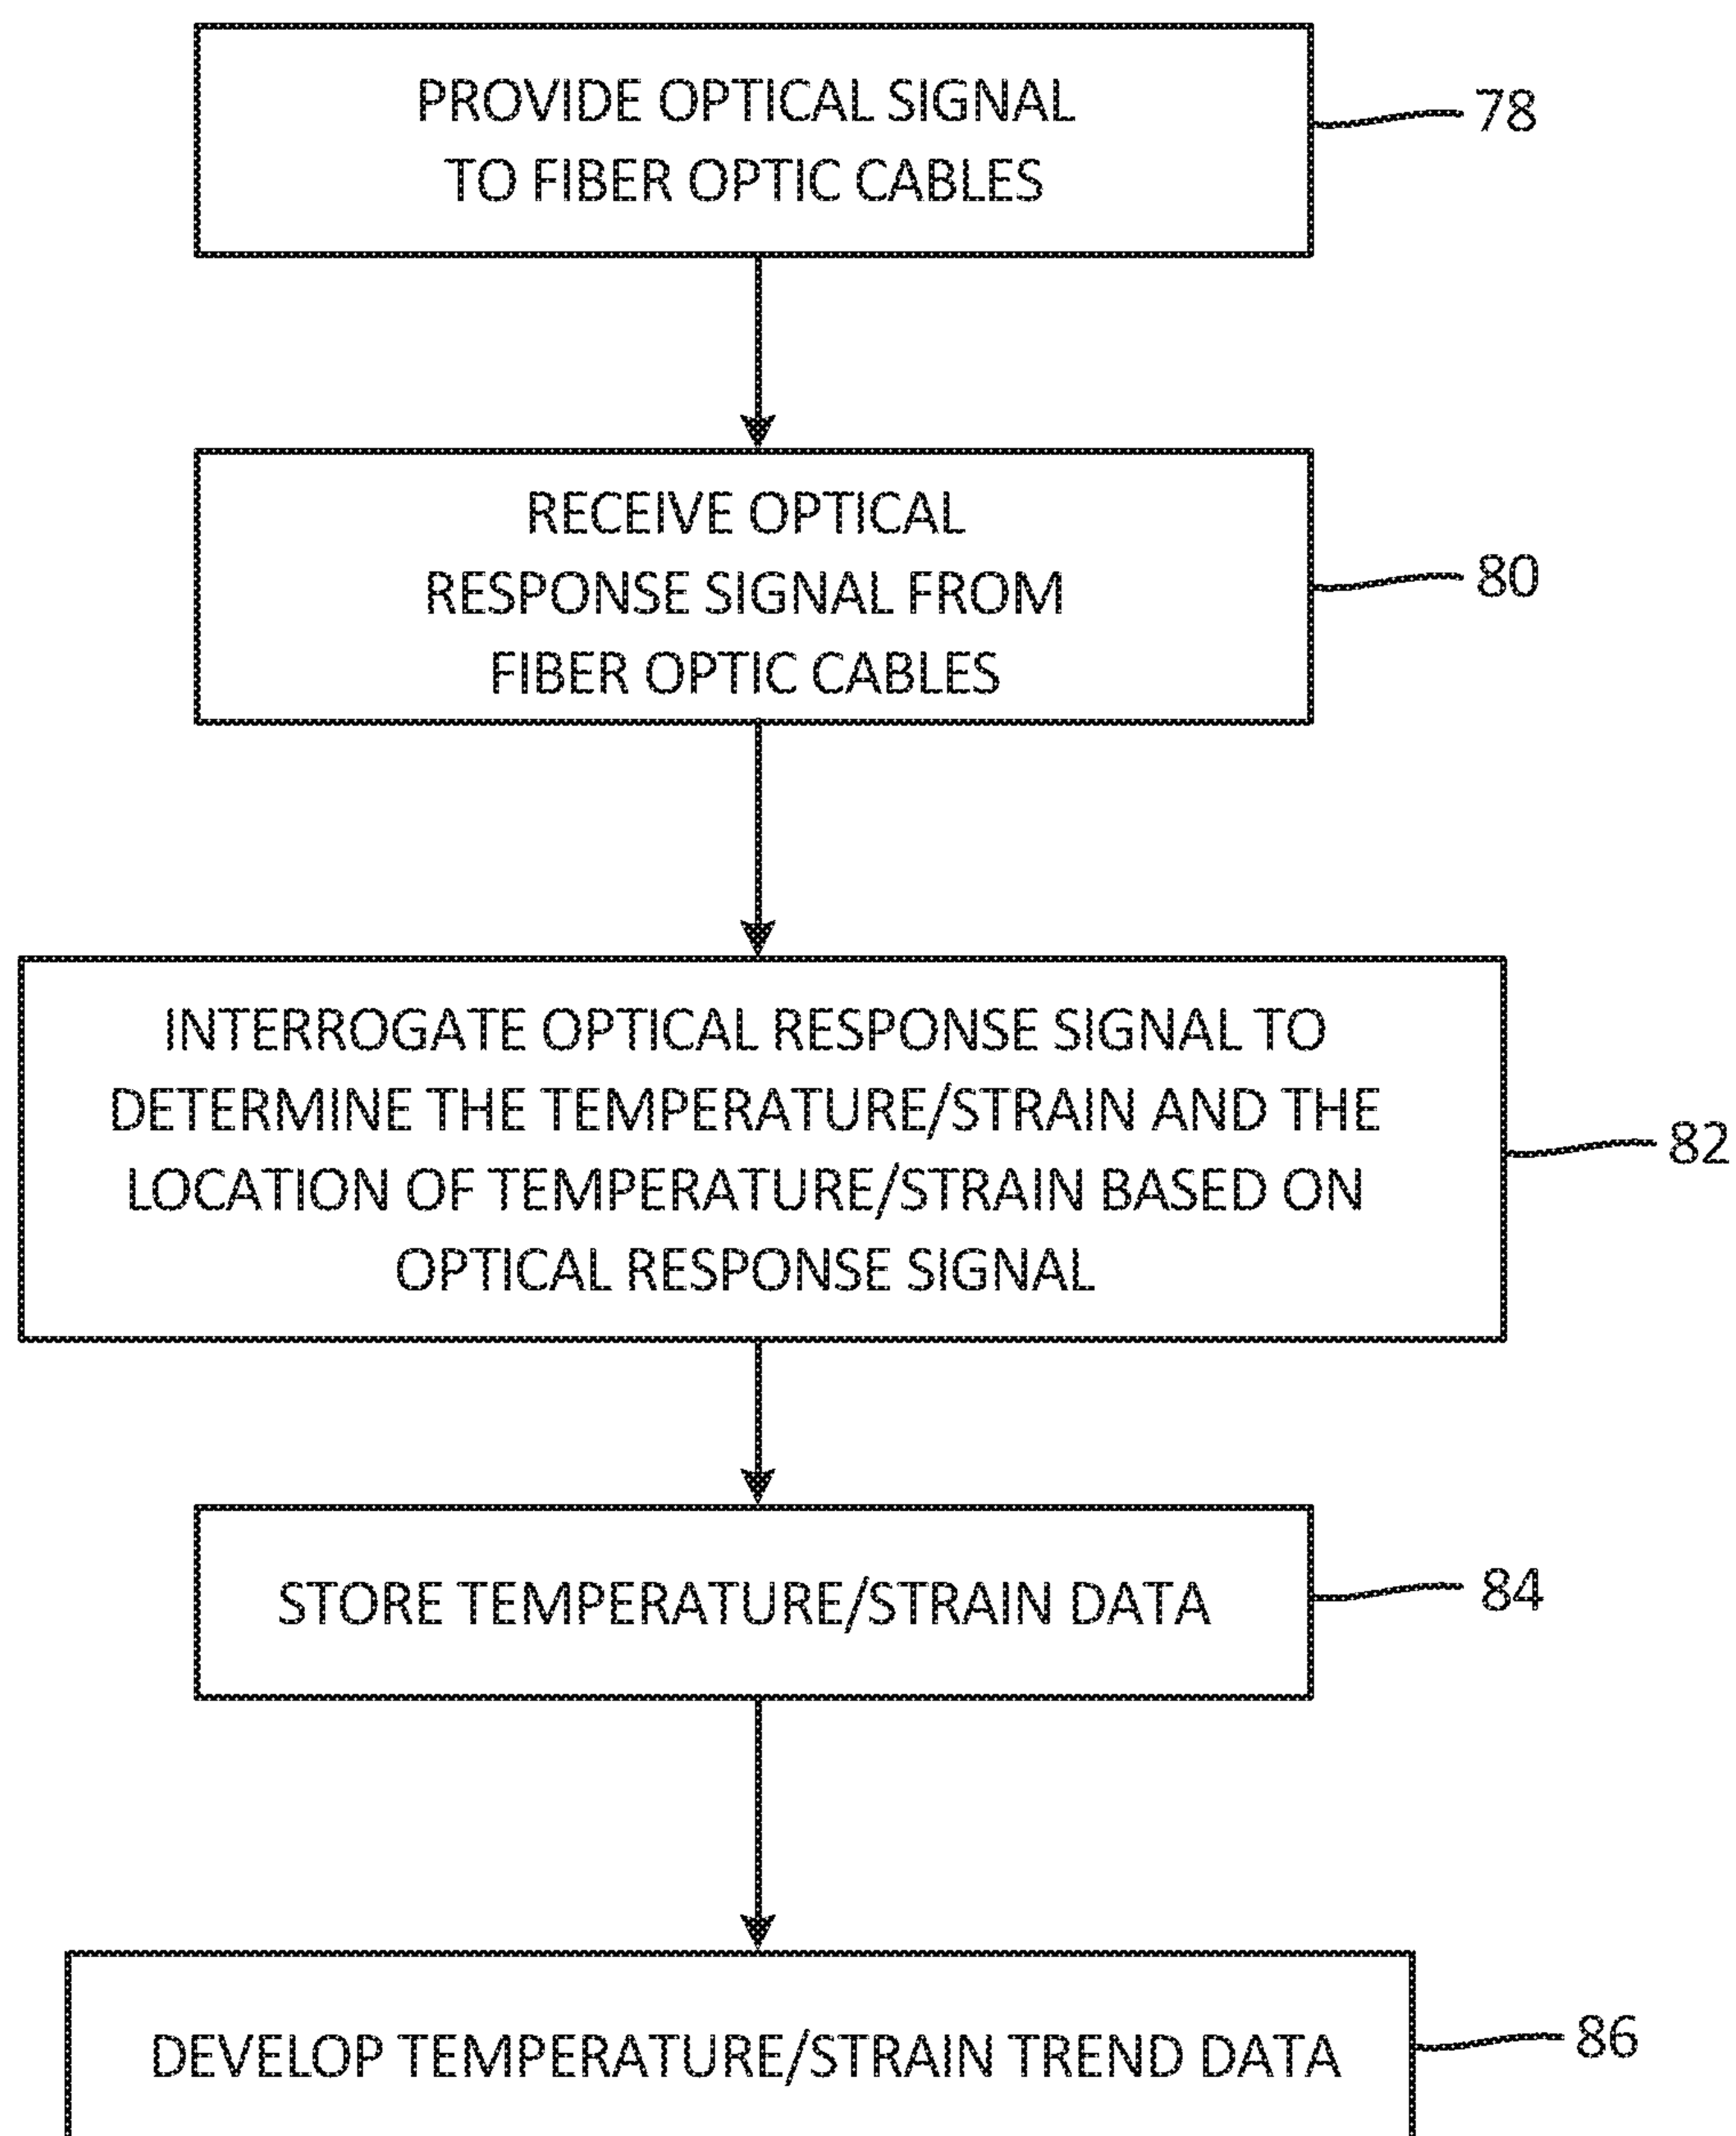 PROVIDE OPTICAL SIGNAL
TO FIBER OPTIC CABLES
78
RECEIVE OPTICAL
RESPONSE SIGNAL FROM
FIBER OPTIC CABLES
80
INTERROGATE OPTICAL RESPONSE SIGNAL TO
DETERMINE THE TEMPERATURE/STRAIN AND THE
LOCATION OF TEMPERATURE/STRAIN BASED ON
OPTICAL RESPONSE SIGNAL
82
STORE TEMPERATURE/STRAIN DATA
84
DEVELOP TEMPERATURE/STRAIN TREND DATA
86